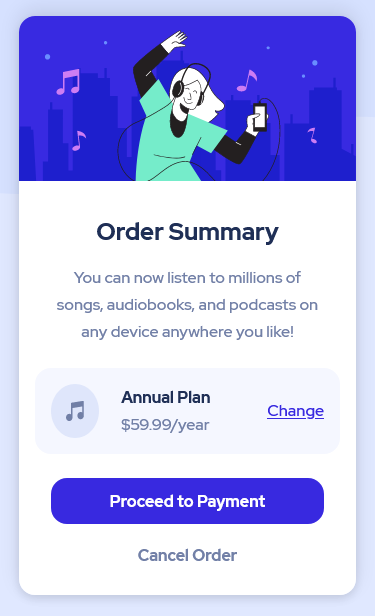 Order Summary
You can now listen to millions of
songs, audiobooks, and podcasts on
any device anywhere you like!
Annual Plan
$59.99/year
Change
Proceed to Payment
Cancel Order